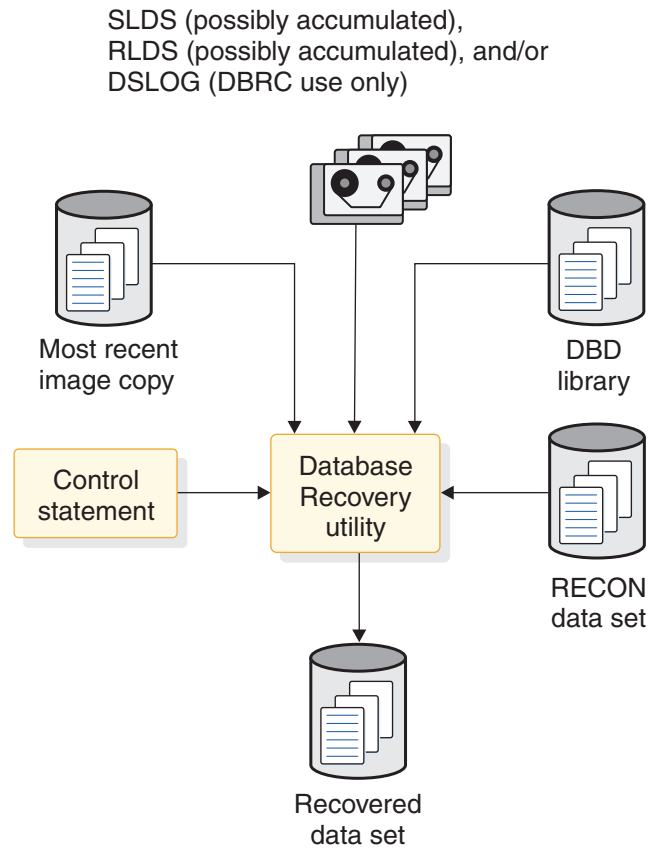 SLDS (possibly accumulated),
RLDS (possibly accumulated), and/or
DSLOG (DBRC use only)
Most recent
image copy
DBD
library
Control
statement
Database
Recovery
utility
RECON
data set
Recovered
data set